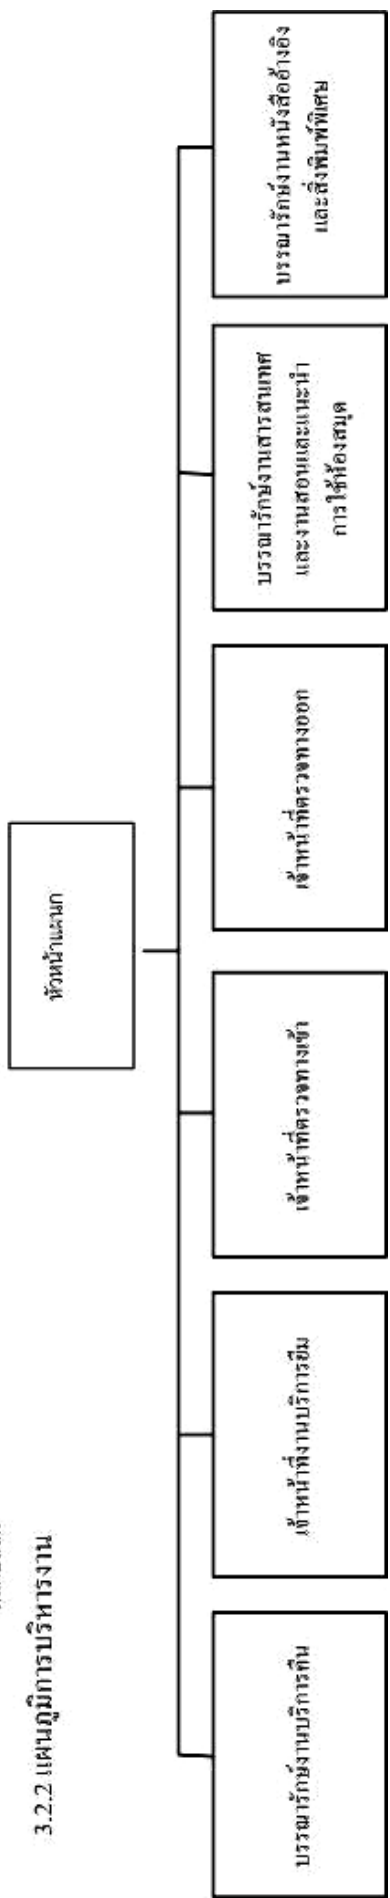 3.2.2 แผนภูมิการบริหารงาน
หัวหน้าแผนก
บรรณารักษ์งานบริการคืน
เจ้าหน้าที่งานบริการยืม
เจ้าหน้าที่ตรวจทางเข้า
เจ้าหน้าที่ตรวจทางออก
บรรณารักษ์งานสารสนเทศ
และงานสอนและแนะนำ
การใช้ห้องสมุด
บรรณารักษ์งานหนังสืออ้างอิง
และสิ่งพิมพ์พิเศษ